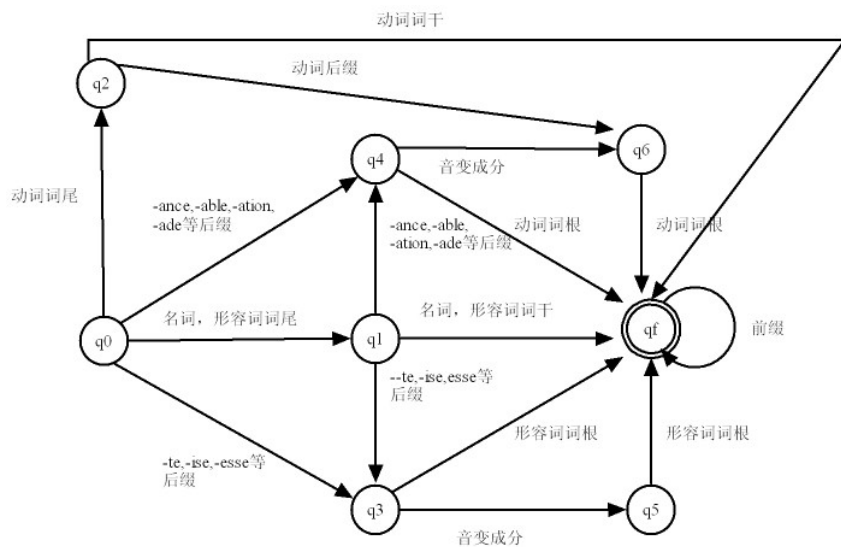 动词词干
q2
动词后缀
q4
q6
音变成分
动词词尾
-ance,-able,-ation,
-ade等后缀
-ance,-able,
-ation,-ade等后缀
动词词根
动词词根
q0
名词，形容词词尾
q1
名词，形容词词干
qf
前缀
--te,-ise,esse等
后缀
-te,-ise,-esse等
后缀
形容词词根
形容词词根
q3
q5
音变成分